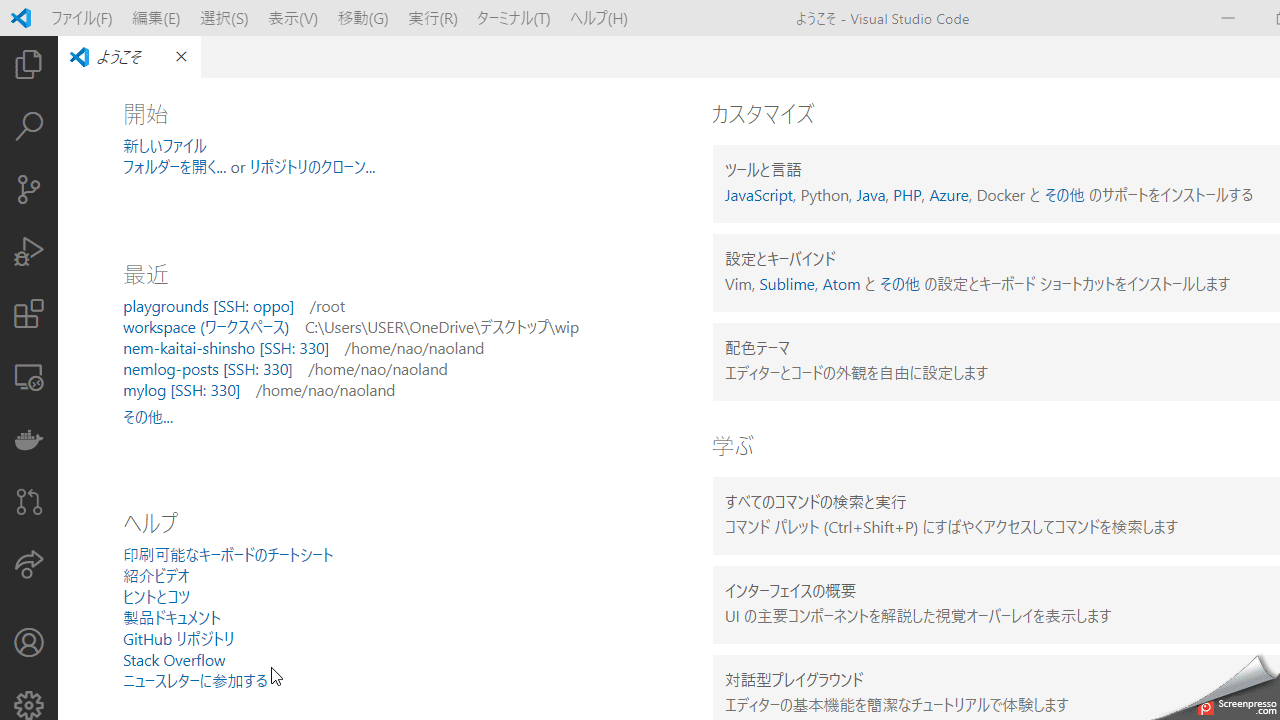 ファイル(F) 編集(E) 選択(S) 表示(V) 移動(G) 実行(R) ターミナル(T) ヘルプ(H) ようこそ - Visual Studio Code
ようこそ
開始
新しいファイル
フォルダーを開く... or リポジトリのクローン...
最近
playgrounds [SSH: oppo] /root
workspace (ワークスペース) C:\Users\USER\OneDrive\デスクトップ\wip
nem-kaitai-shinsho [SSH: 330] /home/nao/naoland
nemlog-posts [SSH: 330] /home/nao/naoland
mylog [SSH: 330] /home/nao/naoland
その他...
ヘルプ
印刷可能なキーボードのチートシート
紹介ビデオ
ヒントとコツ
製品ドキュメント
GitHub リポジトリ
Stack Overflow
ニュースレターに参加する
カスタマイズ
ツールと言語
JavaScript, Python, Java, PHP, Azure, Docker と その他 のサポートをインストールする
設定とキーバインド
Vim, Sublime, Atom と その他 の設定とキーボード ショートカットをインストールします
配色テーマ
エディターとコードの外観を自由に設定します
学ぶ
すべてのコマンドの検索と実行
コマンド パレット (Ctrl+Shift+P) にすばやくアクセスしてコマンドを検索します
インターフェイスの概要
UI の主要コンポーネントを解説した視覚オーバーレイを表示します
対話型プレイグラウンド
エディターの基本機能を簡潔なチュートリアルで体験します
Screenpresso
.com